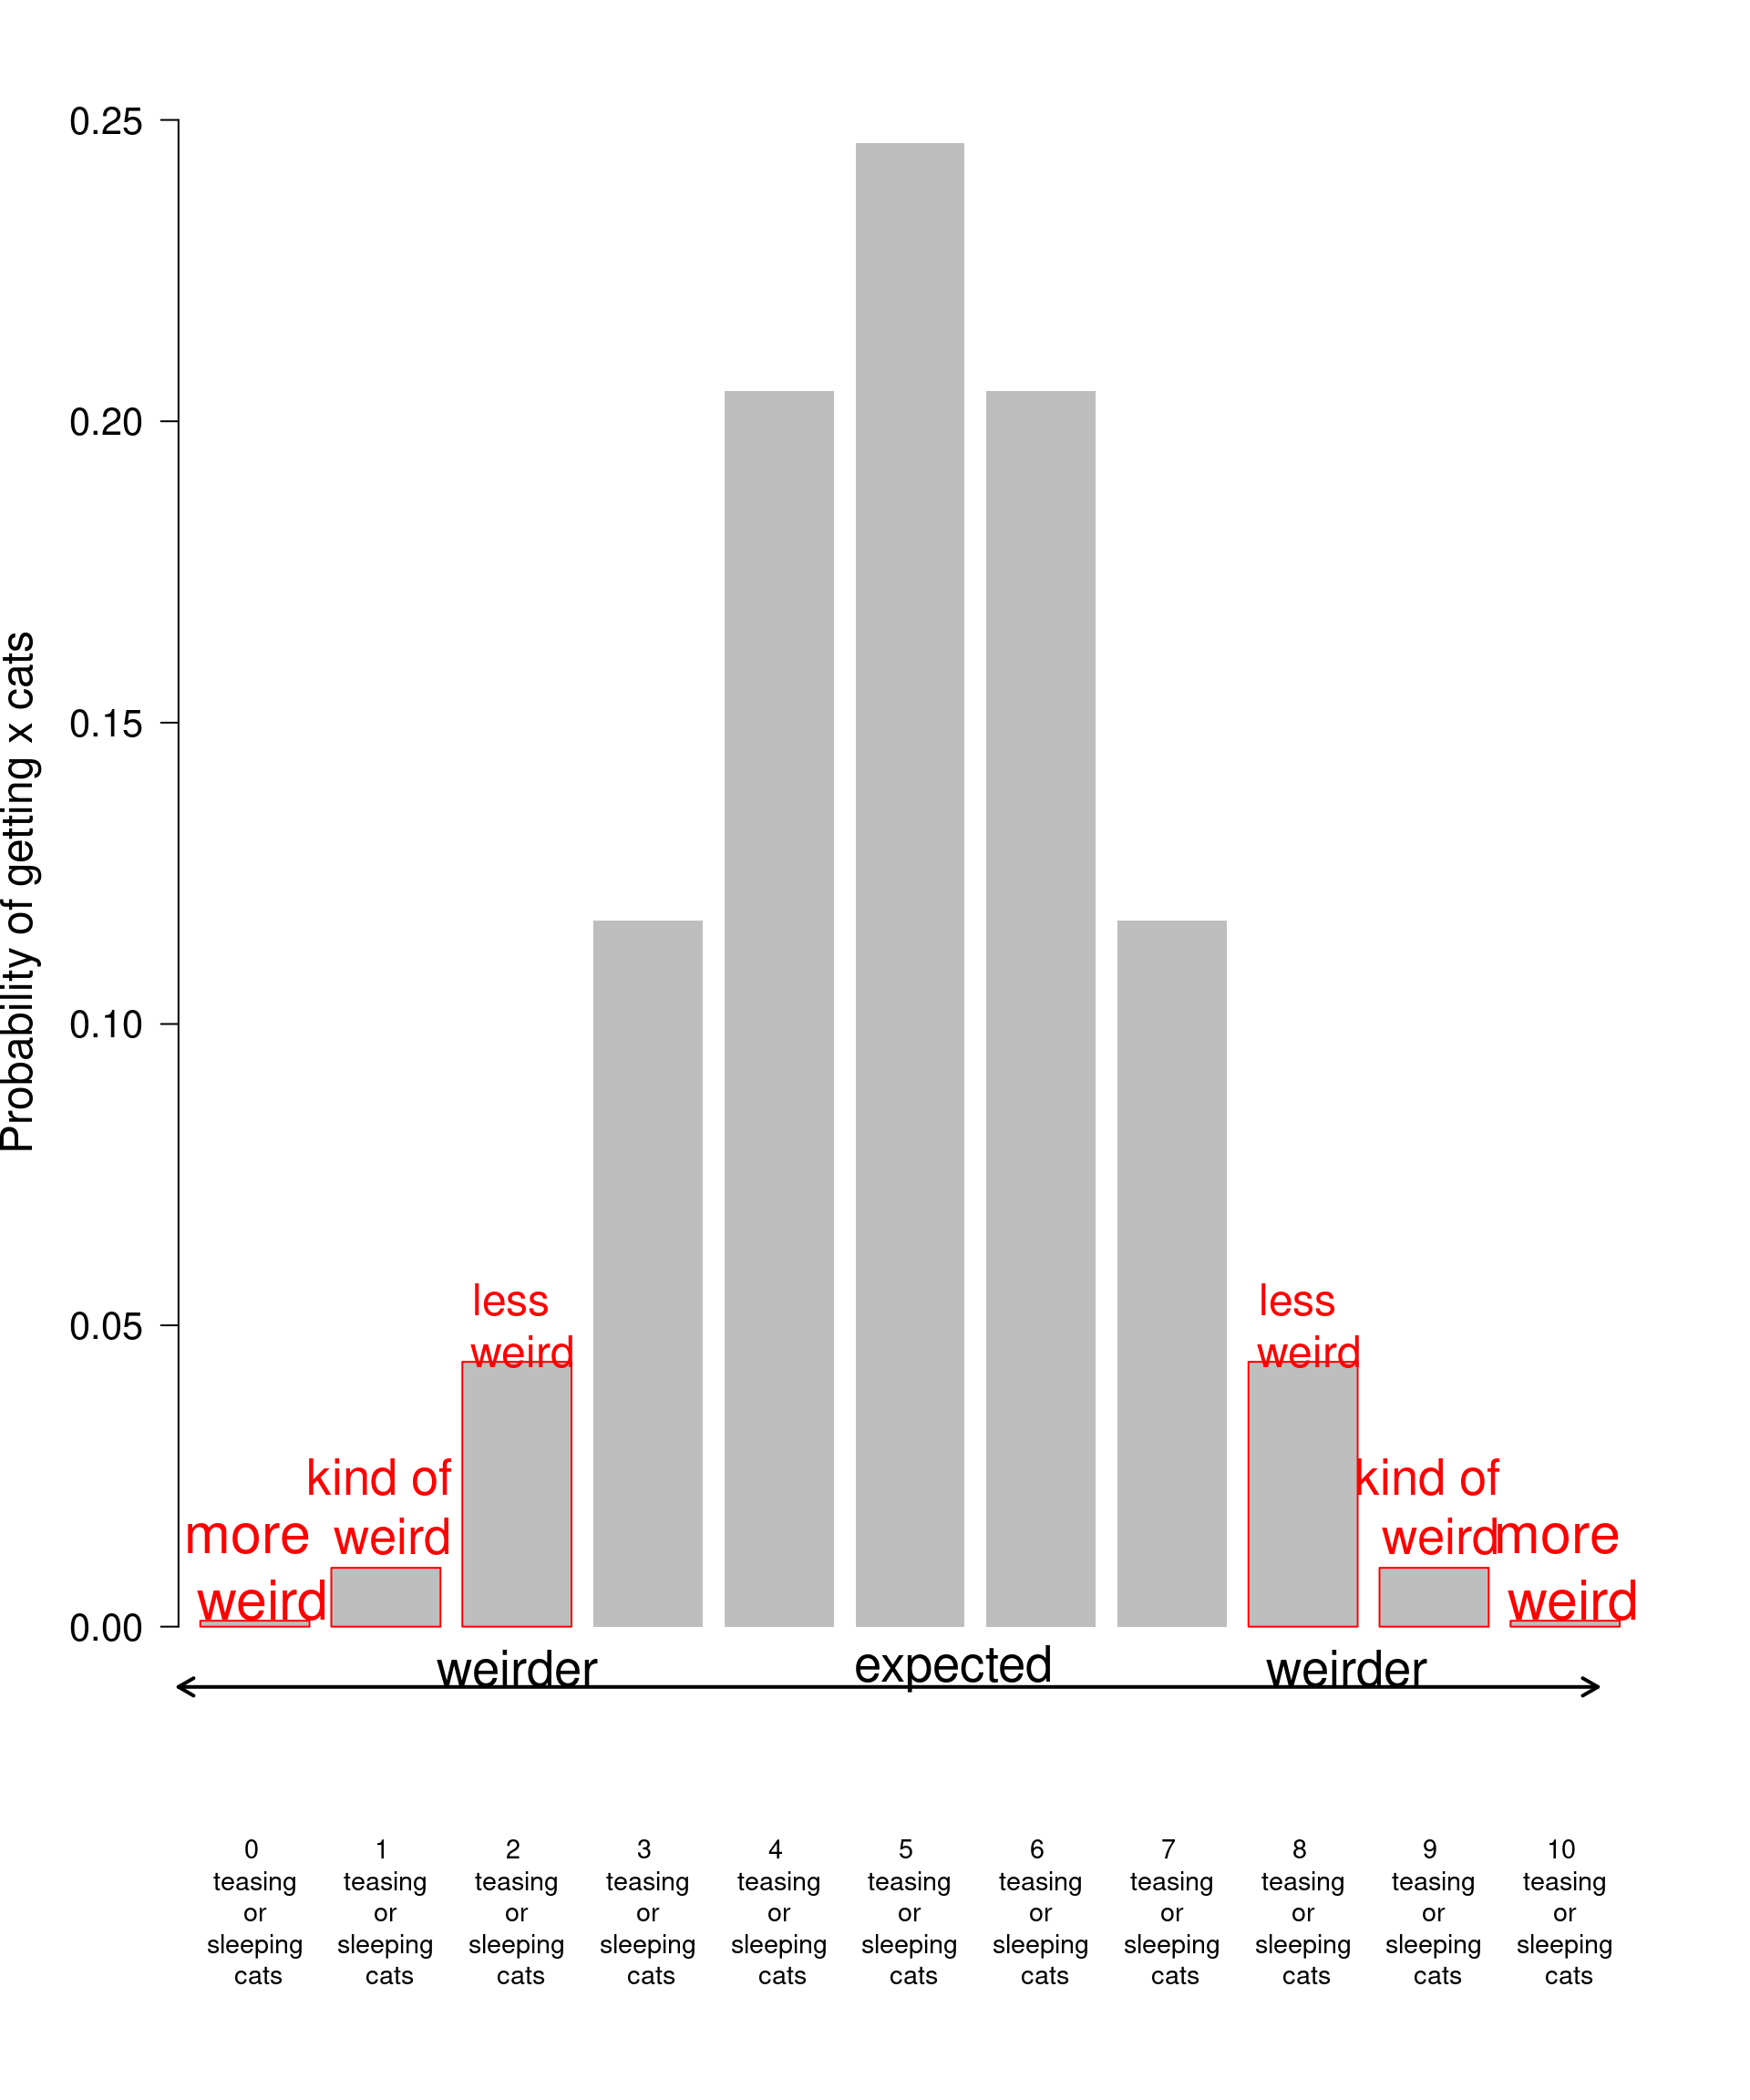 Probability of getting x cats
0.25
0.20
0.15
0.10
0.05
0.00
less
weird
kind of
weird
more
weird
less
weird
kind of
weird
more
weird
weirder
expected
weirder
0
teasing
or
sleeping
cats
1
teasing
or
sleeping
cats
2
teasing
or
sleeping
cats
3
teasing
or
sleeping
cats
4
teasing
or
sleeping
cats
5
teasing
or
sleeping
cats
6
teasing
or
sleeping
cats
7
teasing
or
sleeping
cats
8
teasing
or
sleeping
cats
9
teasing
or
sleeping
cats
10
teasing
or
sleeping
cats